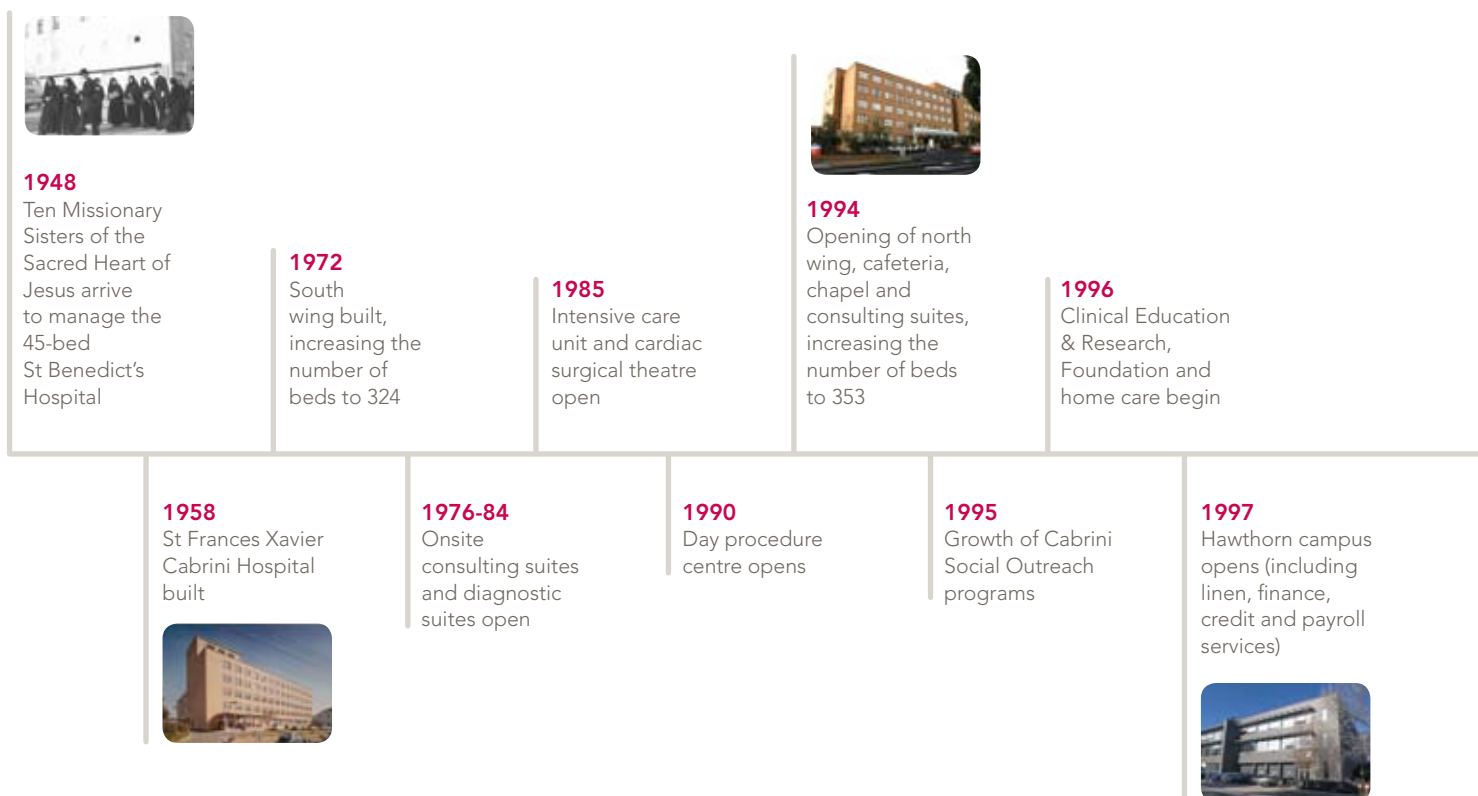 1948
Ten Missionary
Sisters of the
Sacred Heart of
Jesus arrive
to manage the
45-bed
St Benedict's
Hospital
1958
St Frances Xavier
Cabrini Hospital
built
1972
South
wing built,
increasing the
number of
beds to 324
1976-84
Onsite
consulting suites
and diagnostic
suites open
1985
Intensive care
unit and cardiac
surgical theatre
open
1990
Day procedure
centre opens
1994
Opening of north
wing, cafeteria,
chapel and
consulting suites,
increasing the
number of beds
to 353
1995
Growth of Cabrini
Social Outreach
programs
1996
Clinical Education
& Research,
Foundation and
home care begin
1997
Hawthorn campus
opens (including
linen, finance,
credit and payroll
services)